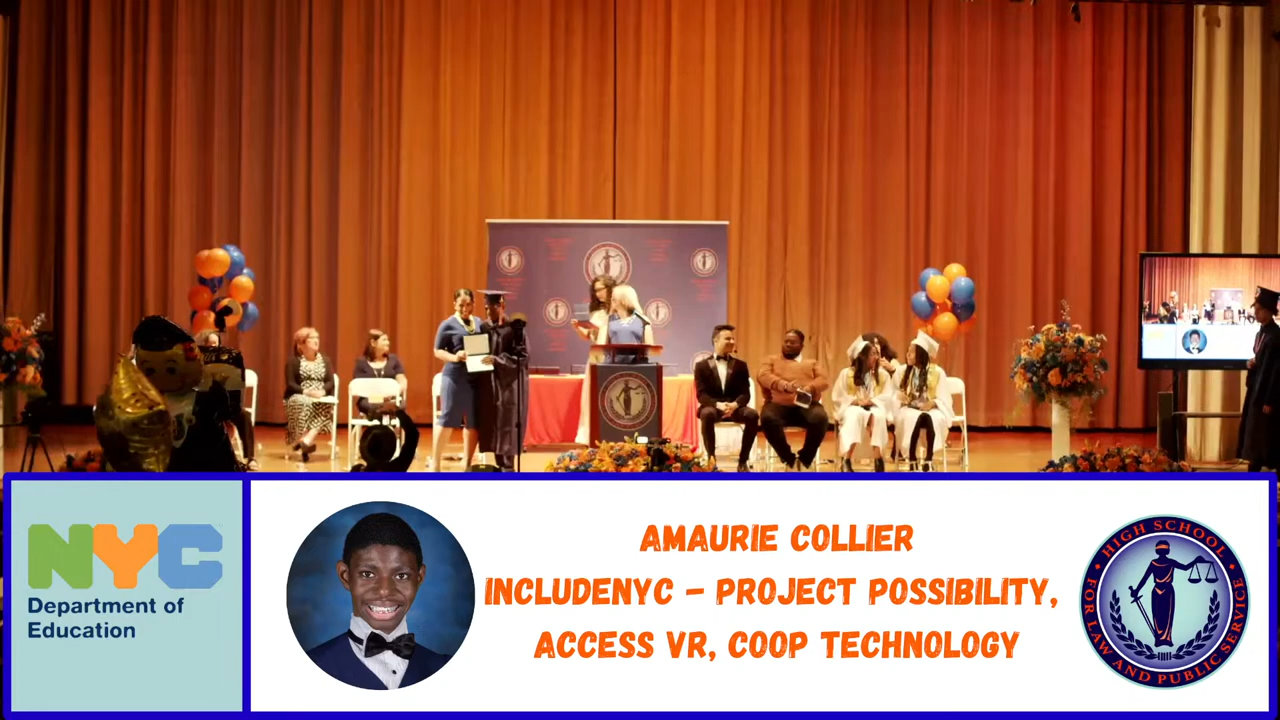 NYC
Department of
Education
AMAURIE COLLIER
INCLUDENYC - PROJECT POSSIBILITY,
ACCESS VR, COOP TECHNOLOGY
HIGH SCHOOL
FOR LAW AND PUBLIC SERVICE